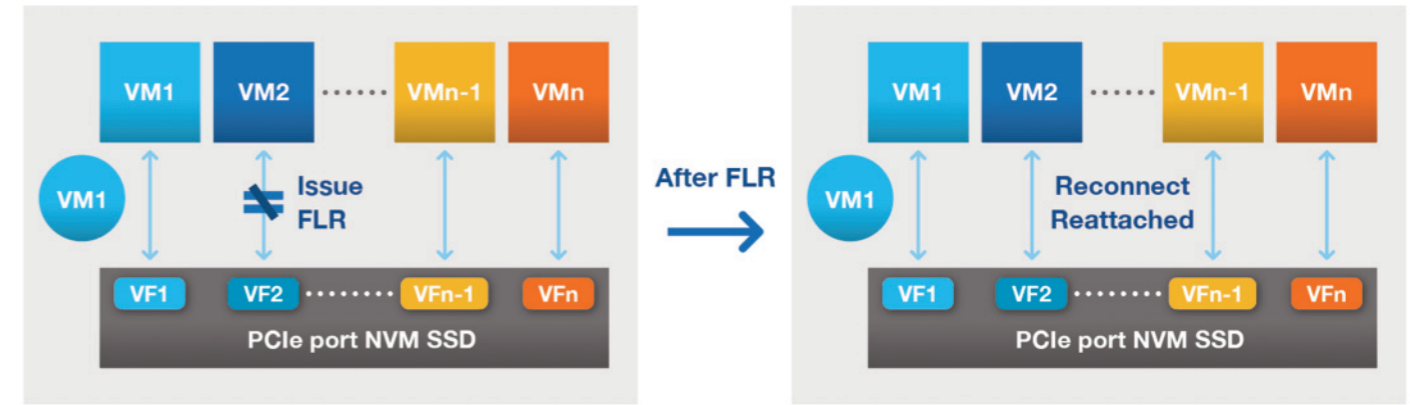 VM1 VM2 ······ VMn-1 VMn
VM1
Issue
FLR
VF1 VF2 ········ VFn-1 VFn
PCIe port NVM SSD
After FLR
VM1 VM2 ······ VMn-1 VMn
VM1
Reconnect
Reattached
VF1 VF2 ········ VFn-1 VFn
PCIe port NVM SSD